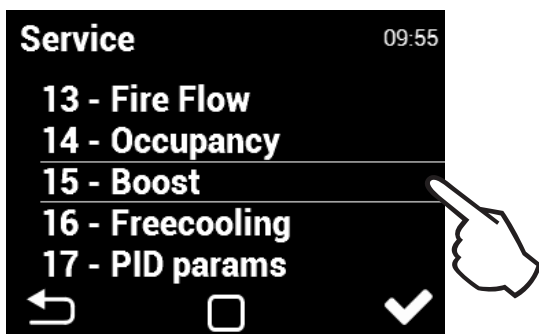 Service 09:55
13 - Fire Flow
14 - Occupancy
15 - Boost
16 - Freecooling
17 - PID params